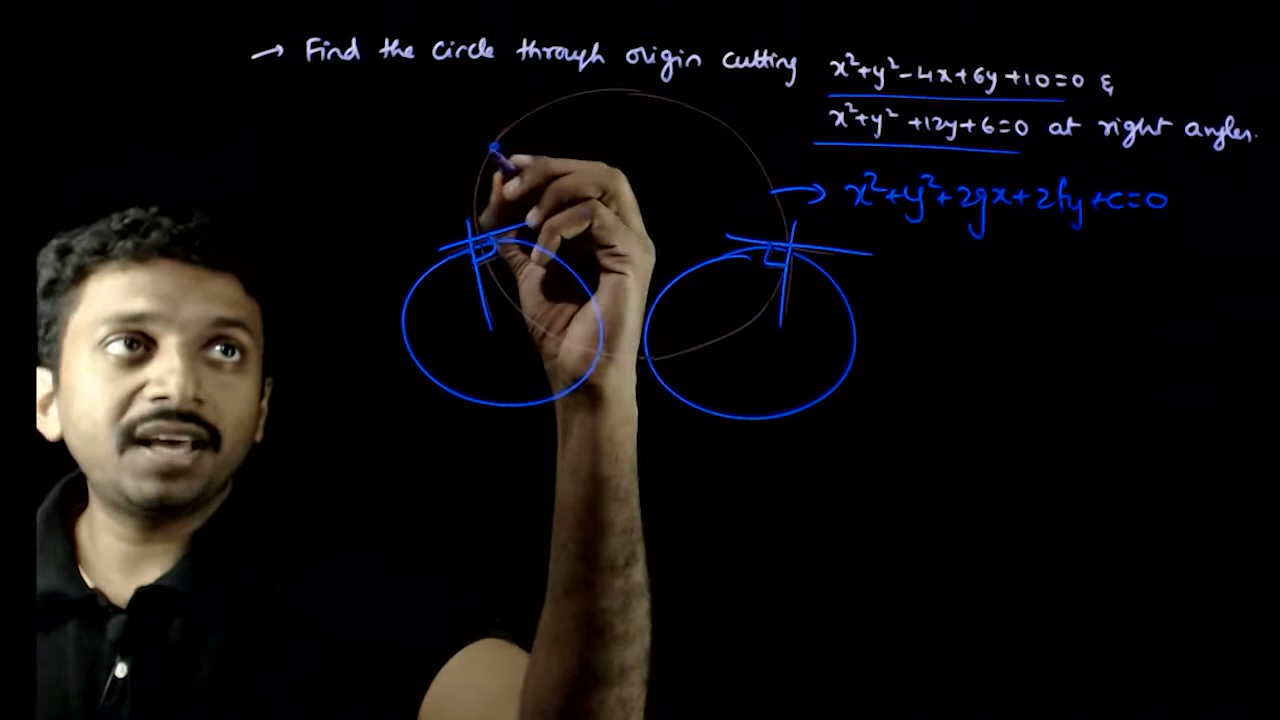 → Find the circle through origin cutting x²+y²-4x+6y+10=0 &
x²+y²+12y+6=0 at right angles.
→ x²+y²+2gx+2fy+c=0